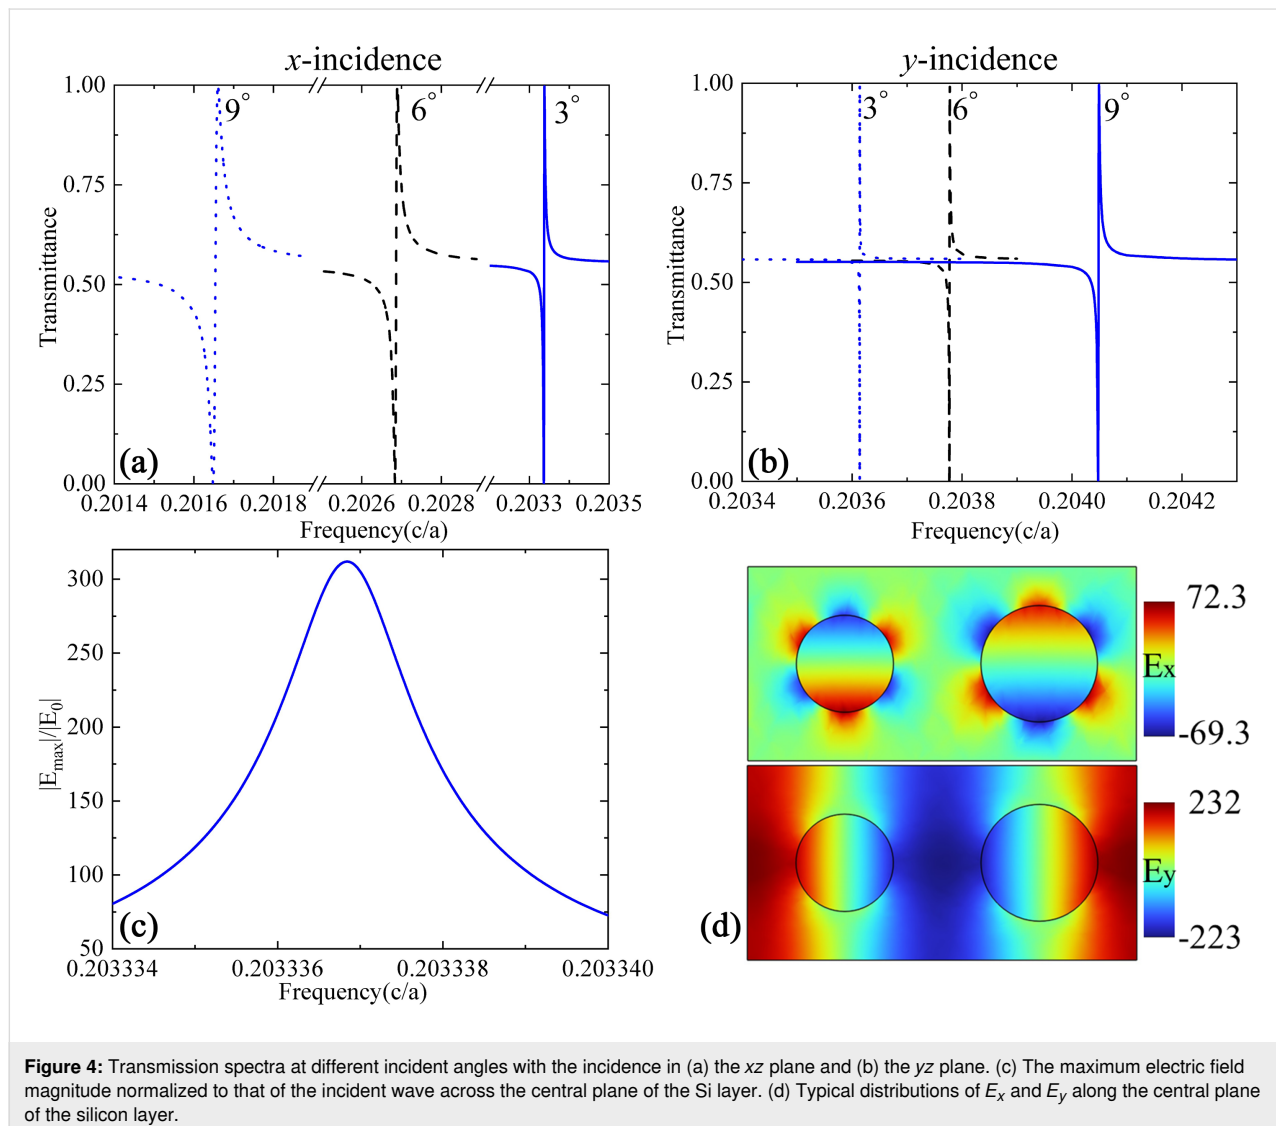 x-incidence
1.00
0.75
0.50
0.25
0.00
Transmittance
9°
6°
3°
(a)
0.2014 0.2016 0.2018 0.2026 0.2028 0.2033 0.2035
Frequency(c/a)
y-incidence
1.00
0.75
0.50
0.25
0.00
Transmittance
3°
6°
9°
(b)
0.2034 0.2036 0.2038 0.2040 0.2042
Frequency(c/a)
300
250
200
150
100
50
|Emax|/|E0|
(c)
0.203334 0.203336 0.203338 0.203340
Frequency(c/a)
72.3
Ex
-69.3
232
Ey
-223
(d)
Figure 4: Transmission spectra at different incident angles with the incidence in (a) the xz plane and (b) the yz plane. (c) The maximum electric field
magnitude normalized to that of the incident wave across the central plane of the Si layer. (d) Typical distributions of Ex and Ey along the central plane
of the silicon layer.